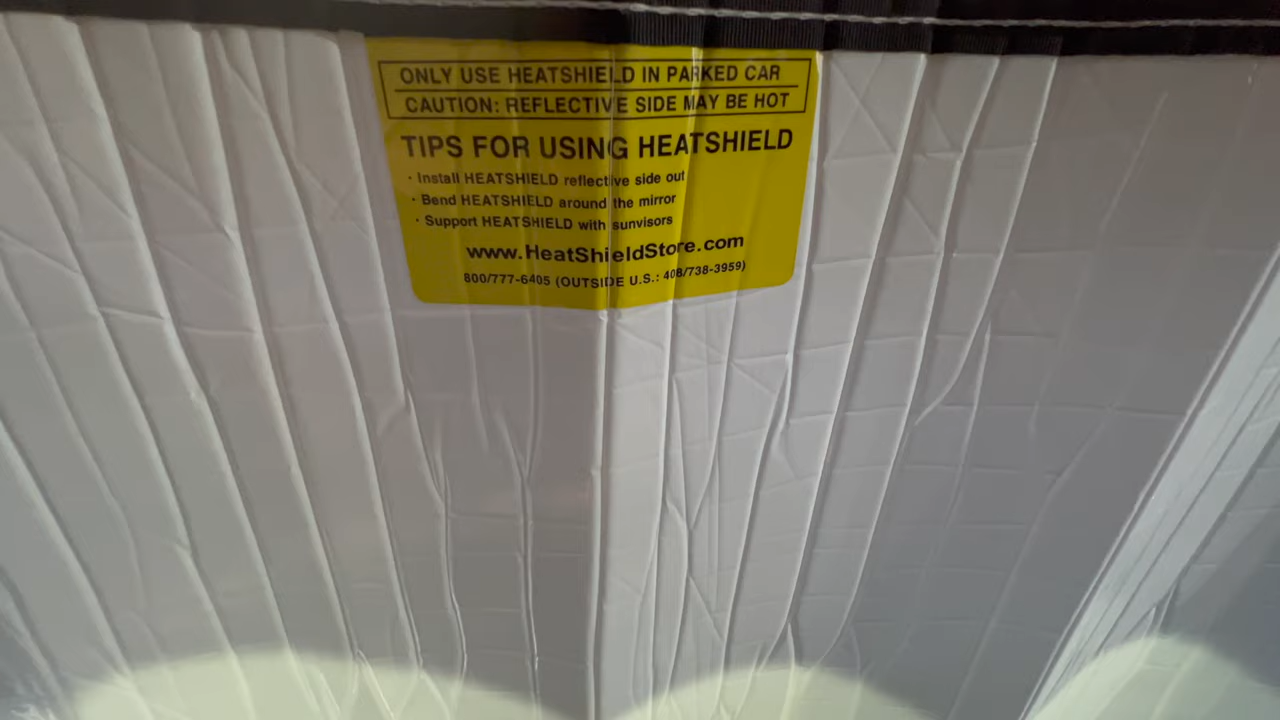 ONLY USE HEATSHIELD IN PARKED CAR
CAUTION: REFLECTIVE SIDE MAY BE HOT
TIPS FOR USING HEATSHIELD
· Install HEATSHIELD reflective side out
· Bend HEATSHIELD around the mirror
· Support HEATSHIELD with sunvisors
www.HeatShieldStore.com
800/777-6405 (OUTSIDE U.S.: 408/738-3959)